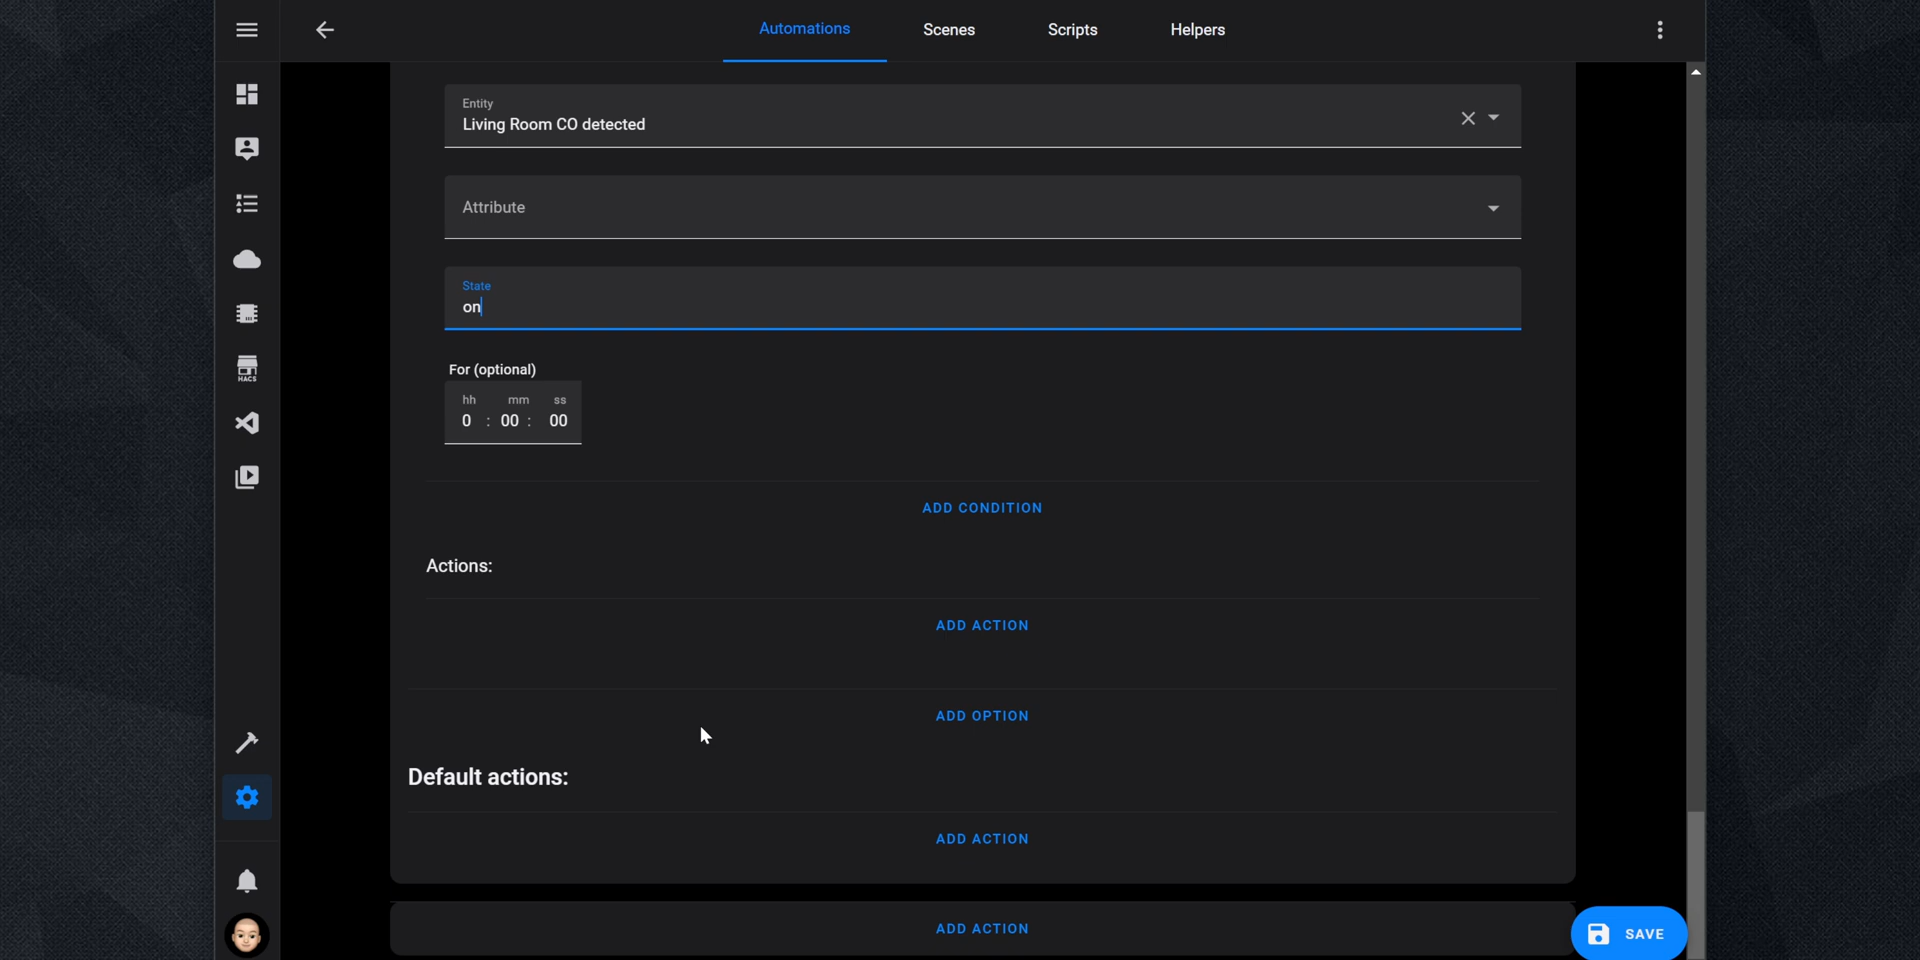 Automations
Scenes
Scripts
Helpers
Entity
Living Room CO detected
Attribute
State
on
For (optional)
hh mm ss
0 : 00 : 00
HACS
ADD CONDITION
Actions:
ADD ACTION
ADD OPTION
Default actions:
ADD ACTION
ADD ACTION
SAVE